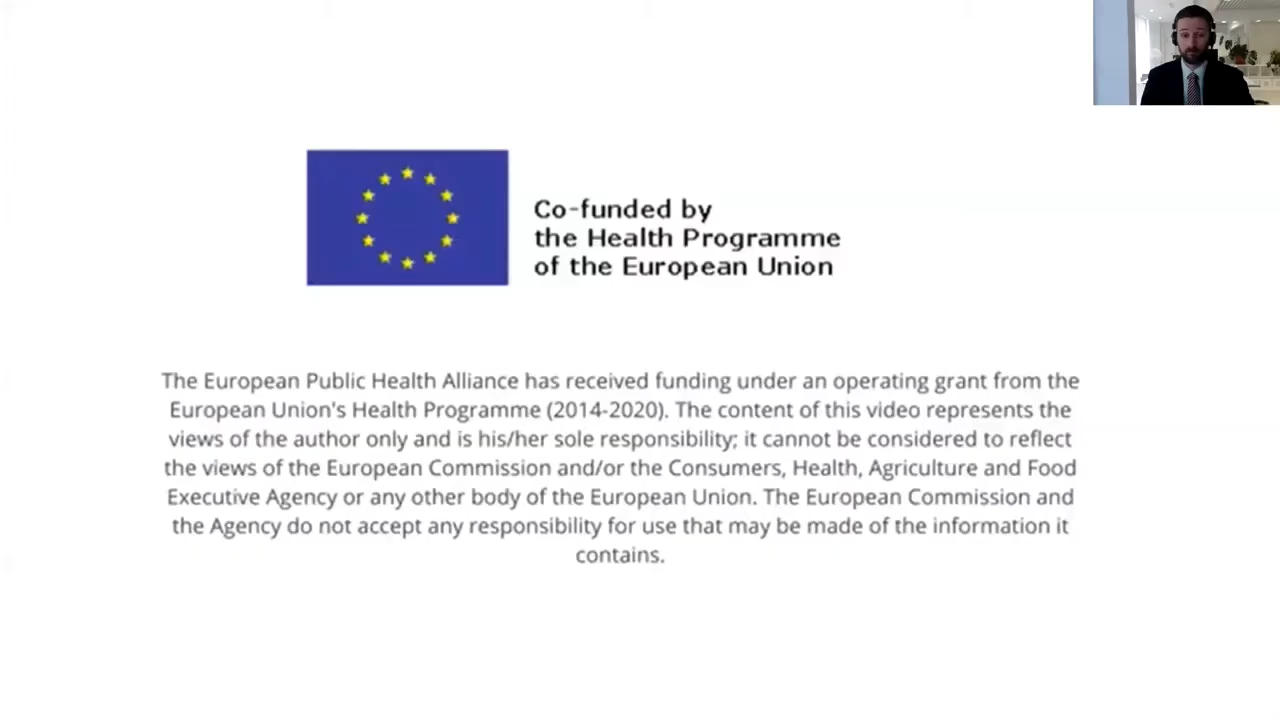 Co-funded by
the Health Programme
of the European Union
The European Public Health Alliance has received funding under an operating grant from the
European Union's Health Programme (2014-2020). The content of this video represents the
views of the author only and is his/her sole responsibility; it cannot be considered to reflect
the views of the European Commission and/or the Consumers, Health, Agriculture and Food
Executive Agency or any other body of the European Union. The European Commission and
the Agency do not accept any responsibility for use that may be made of the information it
contains.